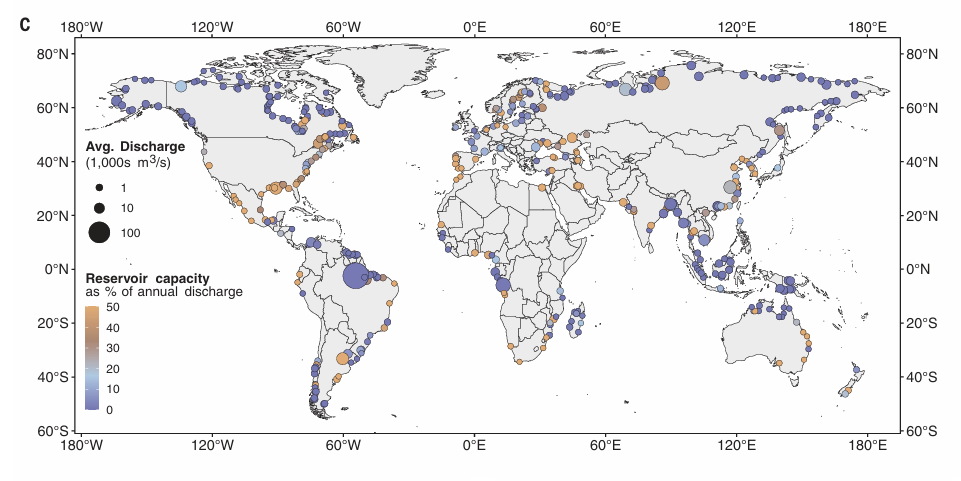 C
180°W 120°W 60°W 0°E 60°E 120°E 180°E
80°N 80°N
60°N 60°N
40°N 40°N
20°N 20°N
0°N 0°N
20°S 20°S
40°S 40°S
60°S 60°S
Avg. Discharge
(1,000s m3/s)
1
10
100
Reservoir capacity
as % of annual discharge
50
40
30
20
10
0
180°W 120°W 60°W 0°E 60°E 120°E 180°E